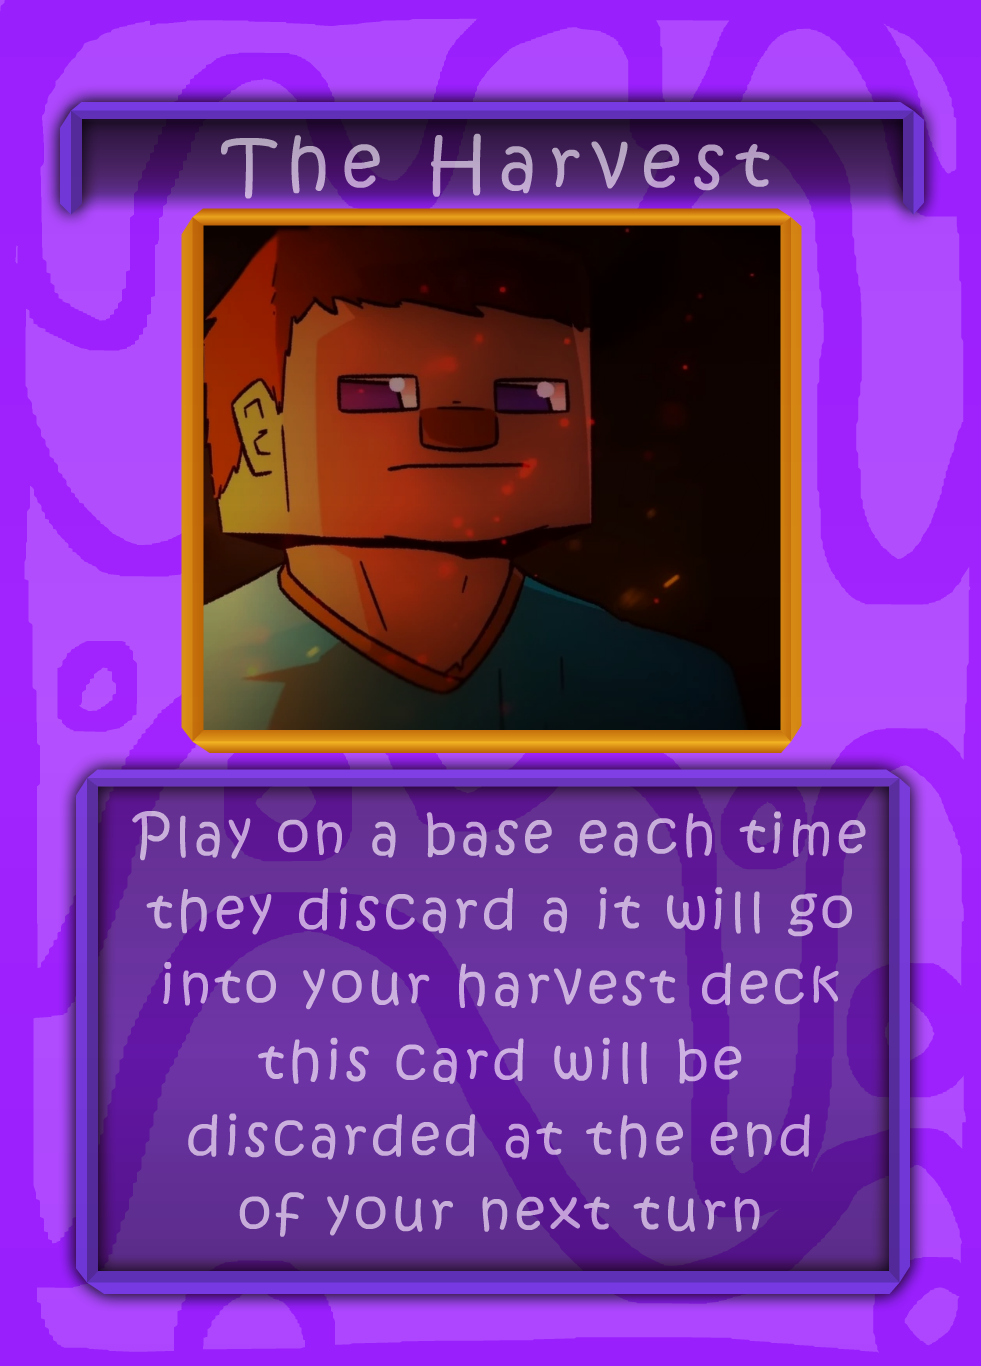 The Harvest
Play on a base each time
they discard a it will go
into your harvest deck
this card will be
discarded at the end
of your next turn